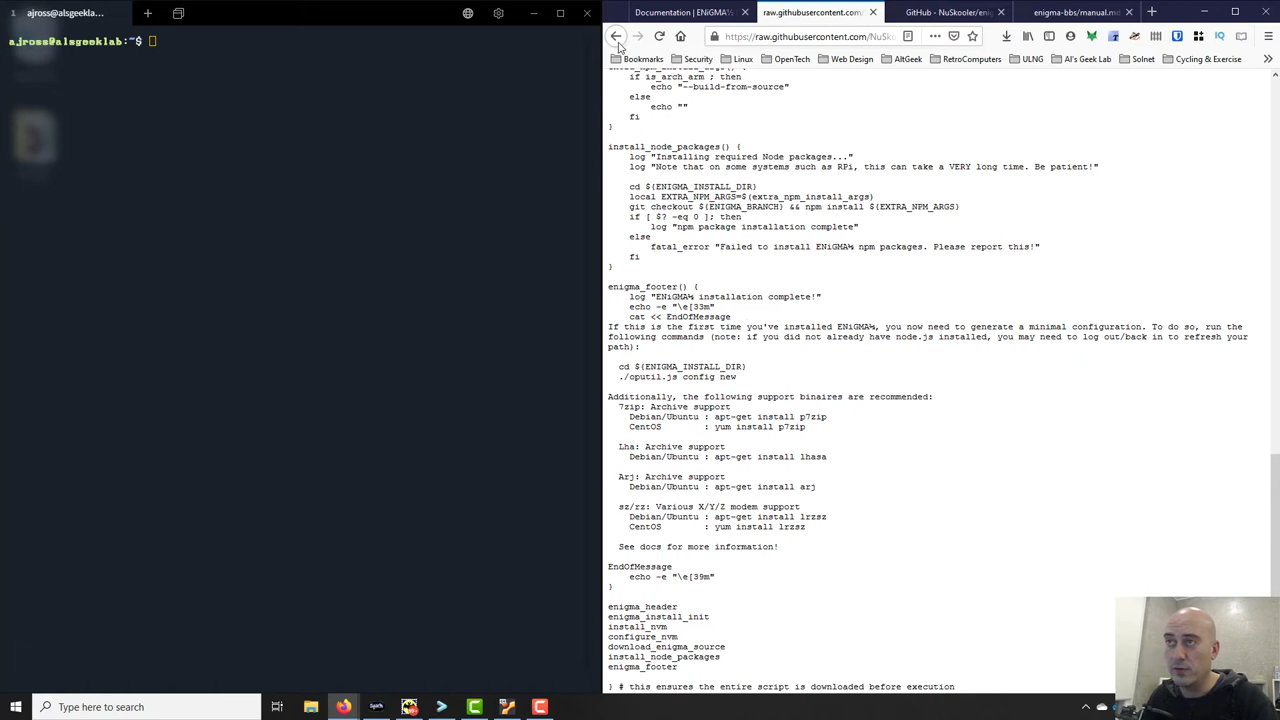 1 ajross@alsgeekla
Documentation | ENiGMA½
raw.githubusercontent.com/
GitHub - NuSkooler/enig
enigma-bbs/manual.md
ajross@alsgeeklab:~$
https://raw.githubusercontent.com/NuSk
Bookmarks Security Linux OpenTech Web Design AltGeek RetroComputers ULNG Al's Geek Lab Solnet Cycling & Exercise
extra_npm_install_args() {
if is_arch_arm ; then
echo "--build-from-source"
else
echo ""
fi
}
install_node_packages() {
log "Installing required Node packages..."
log "Note that on some systems such as RPi, this can take a VERY long time. Be patient!"
cd ${ENIGMA_INSTALL_DIR}
local EXTRA_NPM_ARGS=$(extra_npm_install_args)
git checkout ${ENIGMA_BRANCH} && npm install ${EXTRA_NPM_ARGS}
if [ $? -eq 0 ]; then
log "npm package installation complete"
else
fatal_error "Failed to install ENiGMA½ npm packages. Please report this!"
fi
}
enigma_footer() {
log "ENiGMA½ installation complete!"
echo -e "\e[33m"
cat << EndOfMessage
If this is the first time you've installed ENiGMA½, you now need to generate a minimal configuration. To do so, run the
following commands (note: if you did not already have node.js installed, you may need to log out/back in to refresh your
path):
cd ${ENIGMA_INSTALL_DIR}
./oputil.js config new
Additionally, the following support binaires are recommended:
7zip: Archive support
Debian/Ubuntu : apt-get install p7zip
CentOS : yum install p7zip
Lha: Archive support
Debian/Ubuntu : apt-get install lhasa
Arj: Archive support
Debian/Ubuntu : apt-get install arj
sz/rz: Various X/Y/Z modem support
Debian/Ubuntu : apt-get install lrzsz
CentOS : yum install lrzsz
See docs for more information!
EndOfMessage
echo -e "\e[39m"
}
enigma_header
enigma_install_init
install_nvm
configure_nvm
download_enigma_source
install_node_packages
enigma_footer
} # this ensures the entire script is downloaded before execution
Type here to search